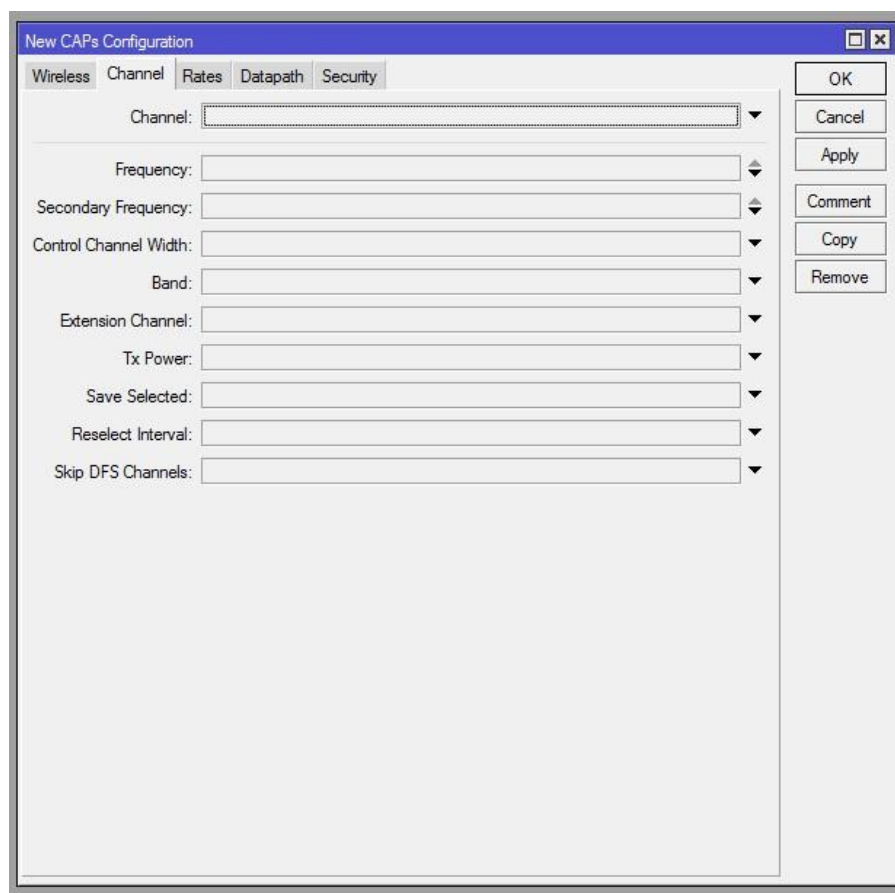 New CAPs Configuration
Wireless Channel Rates Datapath Security
OK
Channel:
Cancel
Frequency:
Apply
Secondary Frequency:
Comment
Control Channel Width:
Copy
Band:
Remove
Extension Channel:
Tx Power:
Save Selected:
Reselect Interval:
Skip DFS Channels: